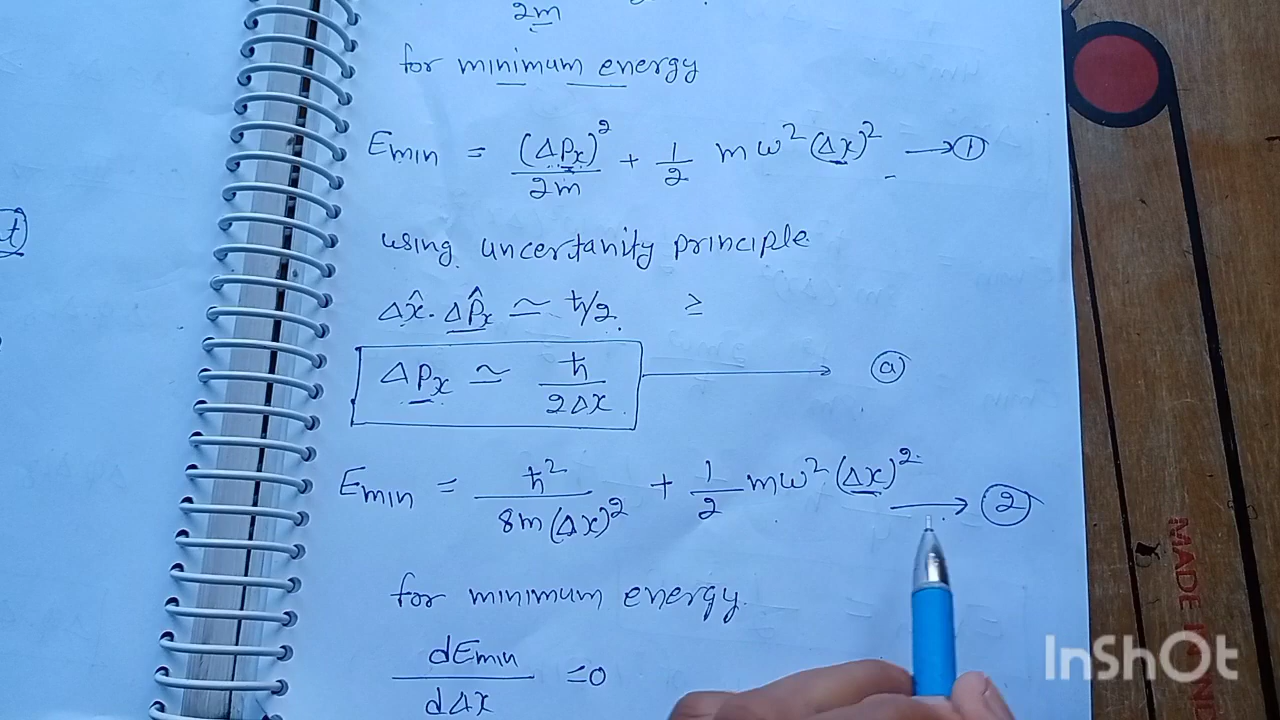 2m
for minimum energy
Emin = (ΔPx)² / 2m + 1/2 mω²(Δx)² → ①
using uncertanity principle
Δx̂. ΔP̂x ≃ ħ/2. ≥
t)
ΔPx ≃ ħ / 2Δx → ⓐ
Emin = ħ² / 8m(Δx)² + 1/2 mω²(Δx)² → ②
for minimum energy.
dEmin / dΔx =0
MADE IN
InShOt